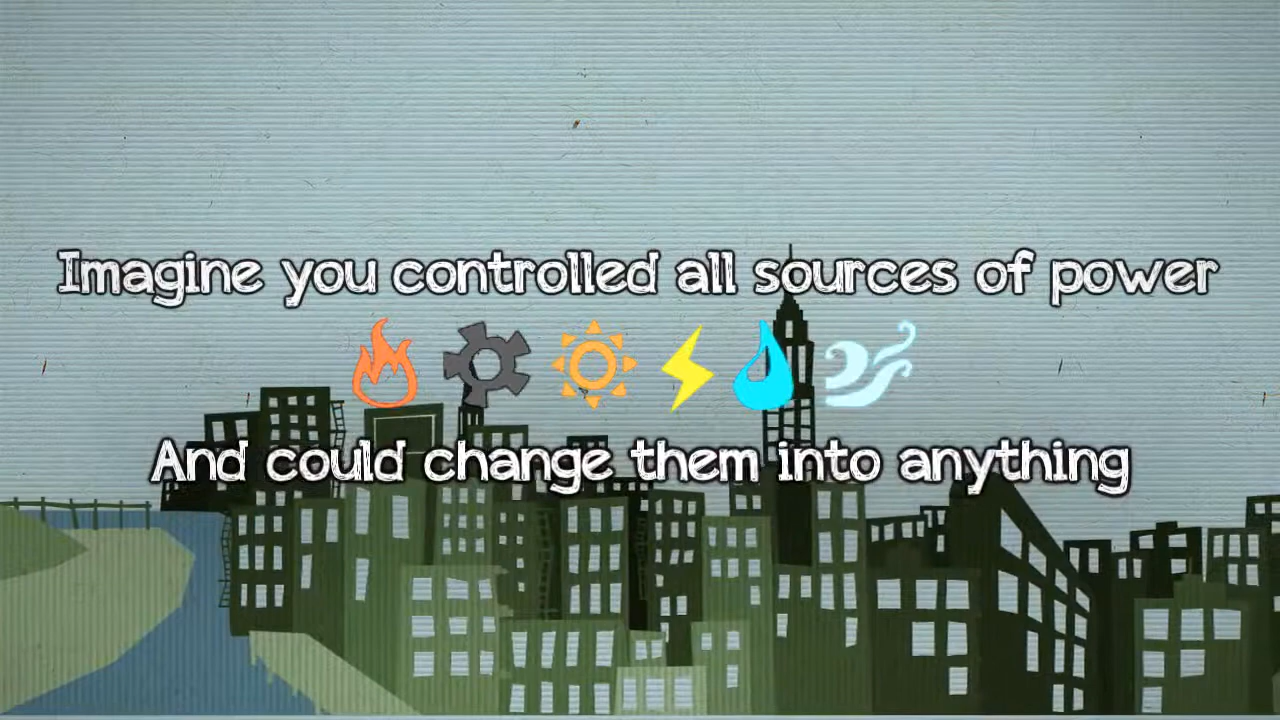 Imagine you controlled all sources of power
And could change them into anything